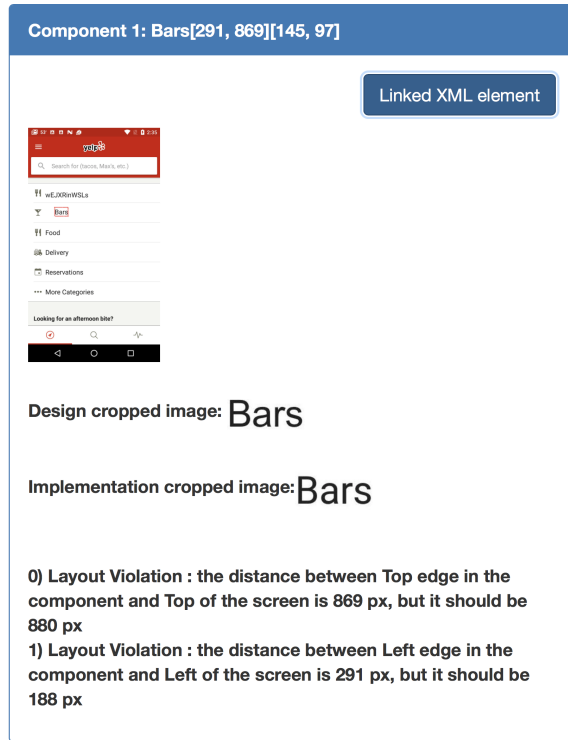 Component 1: Bars[291, 869][145, 97]
Linked XML element
2:35
yelp
Search for (tacos, Max's, etc.)
wEJXRinWSLs
Bars
Food
Delivery
Reservations
More Categories
Looking for an afternoon bite?
Design cropped image: Bars
Implementation cropped image: Bars
0) Layout Violation : the distance between Top edge in the
component and Top of the screen is 869 px, but it should be
880 px
1) Layout Violation : the distance between Left edge in the
component and Left of the screen is 291 px, but it should be
188 px